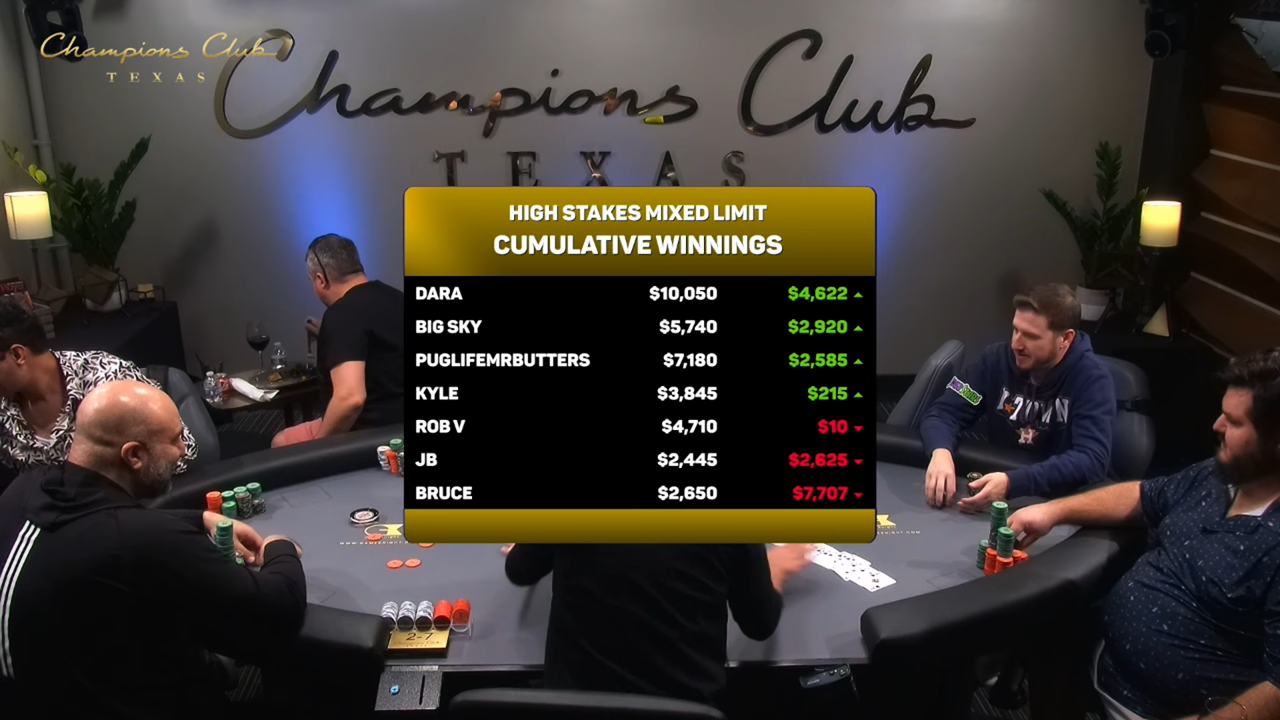 Champions Club
TEXAS
Champions Club
TEXAS
HIGH STAKES MIXED LIMIT
CUMULATIVE WINNINGS
DARA $10,050 $4,622
BIG SKY $5,740 $2,920
PUGLIFEMRBUTTERS $7,180 $2,585
KYLE $3,845 $215
ROB V $4,710 $10
JB $2,445 $2,625
BRUCE $2,650 $7,707
2-7